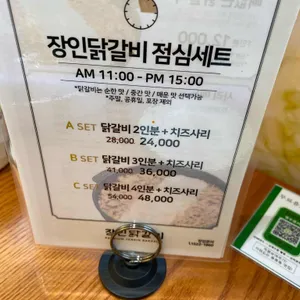 장인닭갈비 점심세트
AM 11:00 - PM 15:00
*닭갈비는 순한 맛 / 중간 맛 / 매운 맛 선택가능
*주말, 공휴일, 포장 제외
A SET 닭갈비 2인분 + 치즈사리
28,000 24,000
B SET 닭갈비 3인분 + 치즈사리
41,000 36,000
C SET 닭갈비 4인분 + 치즈사리
54,000 48,000
장인닭갈비